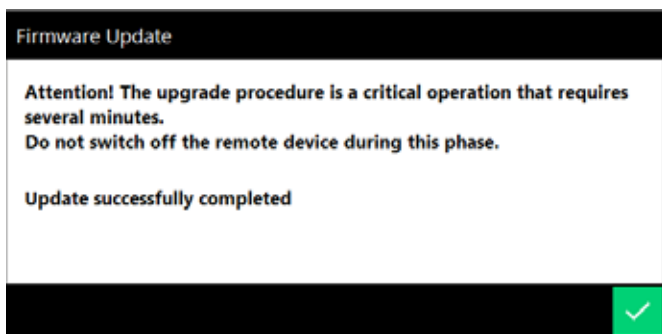 Firmware Update
Attention! The upgrade procedure is a critical operation that requires
several minutes.
Do not switch off the remote device during this phase.
Update successfully completed